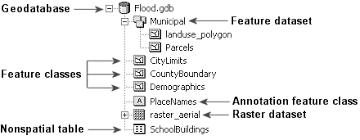 Geodatabase Flood.gdb
Municipal Feature dataset
landuse_polygon
Parcels
CityLimits
Feature classes CountyBoundary
Demographics
A PlaceNames Annotation feature class
raster_aerial Raster dataset
Nonspatial table SchoolBuildings